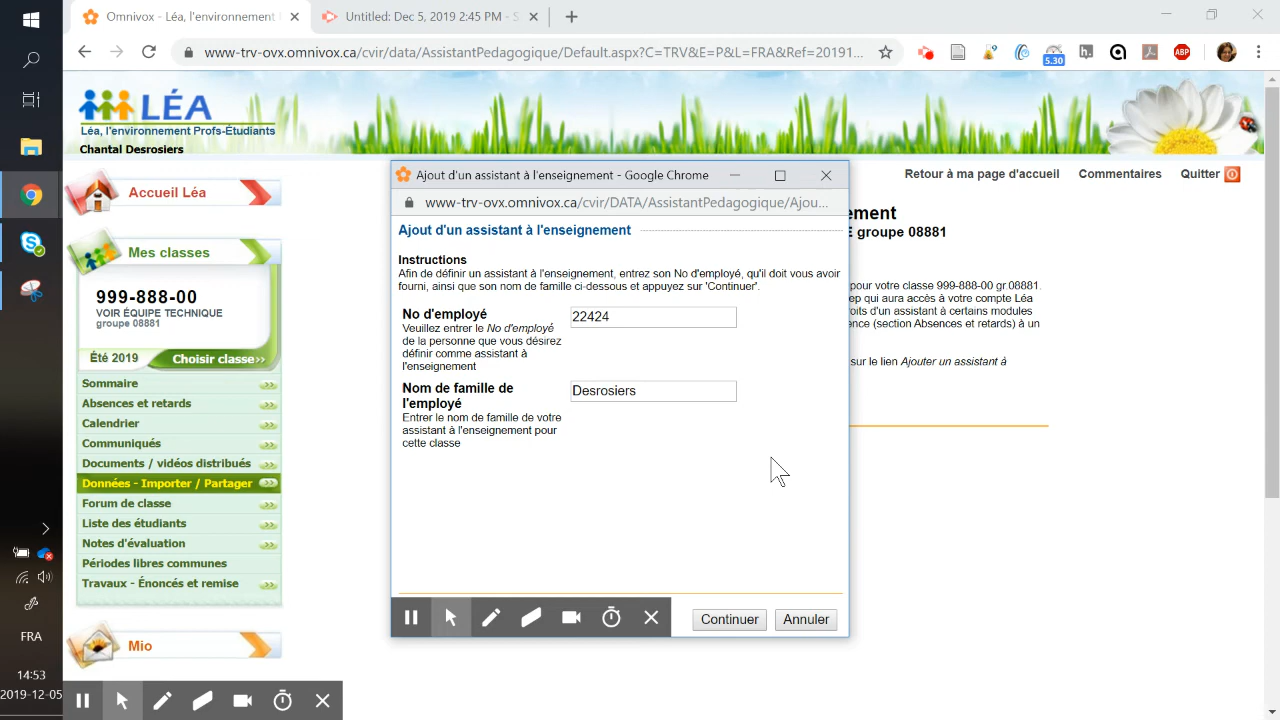 Omnivox - Léa, l'environnement
Untitled: Dec 5, 2019 2:45 PM - S
www-trv-ovx.omnivox.ca/cvir/data/AssistantPedagogique/Default.aspx?C=TRV&E=P&L=FRA&Ref=20191...
5.30
h.
ABP
LÉA
Léa, l'environnement Profs-Étudiants
Chantal Desrosiers
Retour à ma page d'accueil
Commentaires
Quitter
Accueil Léa
Mes classes
999-888-00
VOIR ÉQUIPE TECHNIQUE
groupe 08881
Été 2019
Choisir classe>>
Sommaire
Absences et retards
Calendrier
Communiqués
Documents / vidéos distribués
Données - Importer / Partager
Forum de classe
Liste des étudiants
Notes d'évaluation
Périodes libres communes
Travaux - Énoncés et remise
Mio
Ajout d'un assistant à l'enseignement - Google Chrome
www-trv-ovx.omnivox.ca/cvir/DATA/AssistantPedagogique/Ajou...
Ajout d'un assistant à l'enseignement
Instructions
Afin de définir un assistant à l'enseignement, entrez son No d'employé, qu'il doit vous avoir
fourni, ainsi que son nom de famille ci-dessous et appuyez sur 'Continuer'.
No d'employé
22424
Veuillez entrer le No d'employé
de la personne que vous désirez
définir comme assistant à
l'enseignement
Nom de famille de
l'employé
Desrosiers
Entrer le nom de famille de votre
assistant à l'enseignement pour
cette classe
Continuer
Annuler
ement
E groupe 08881
pour votre classe 999-888-00 gr.08881.
ep qui aura accès à votre compte Léa
roits d'un assistant à certains modules
ence (section Absences et retards) à un
sur le lien Ajouter un assistant à
FRA
14:53
2019-12-05